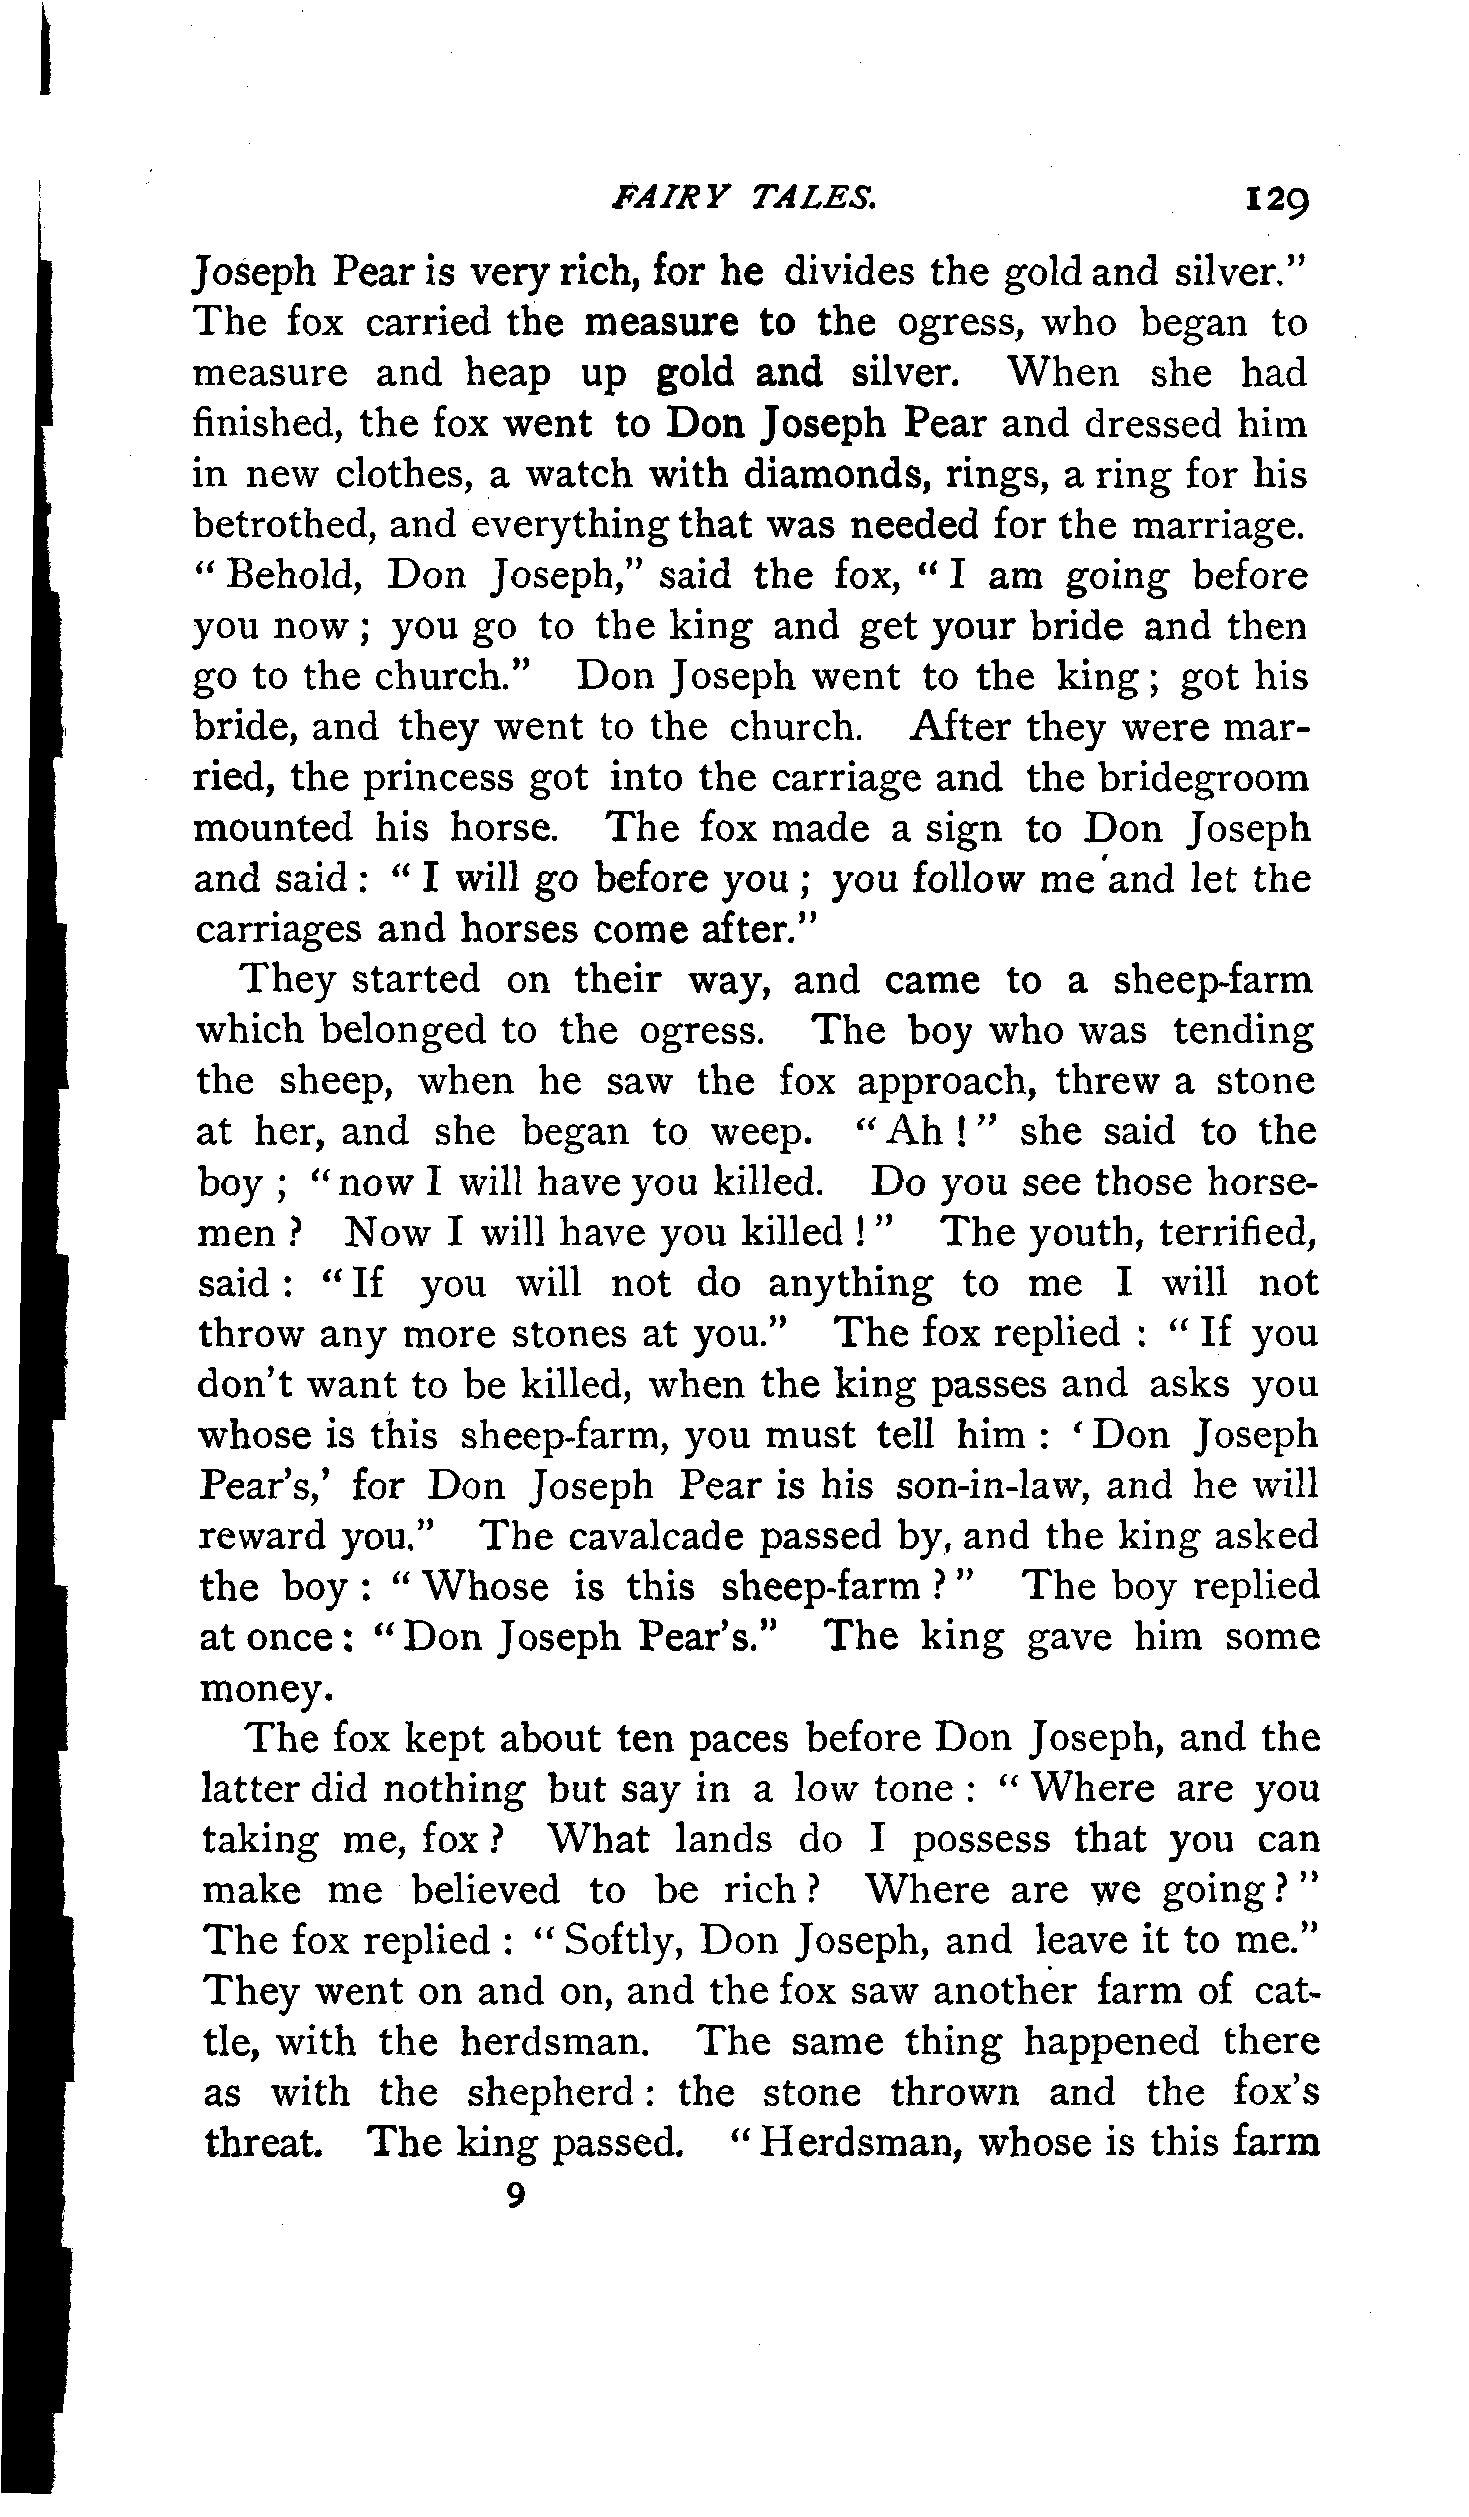 FAIRY TALES. 129
Joseph Pear is very rich, for he divides the gold and silver."
The fox carried the measure to the ogress, who began to
measure and heap up gold and silver. When she had
finished, the fox went to Don Joseph Pear and dressed him
in new clothes, a watch with diamonds, rings, a ring for his
betrothed, and everything that was needed for the marriage.
"Behold, Don Joseph," said the fox, "I am going before
you now; you go to the king and get your bride and then
go to the church." Don Joseph went to the king; got his
bride, and they went to the church. After they were mar-
ried, the princess got into the carriage and the bridegroom
mounted his horse. The fox made a sign to Don Joseph
and said: "I will go before you; you follow me and let the
carriages and horses come after."
They started on their way, and came to a sheep-farm
which belonged to the ogress. The boy who was tending
the sheep, when he saw the fox approach, threw a stone
at her, and she began to weep. "Ah!" she said to the
boy; "now I will have you killed. Do you see those horse-
men? Now I will have you killed!" The youth, terrified,
said: "If you will not do anything to me I will not
throw any more stones at you." The fox replied: "If you
don't want to be killed, when the king passes and asks you
whose is this sheep-farm, you must tell him: 'Don Joseph
Pear's,' for Don Joseph Pear is his son-in-law, and he will
reward you." The cavalcade passed by, and the king asked
the boy: "Whose is this sheep-farm?" The boy replied
at once: "Don Joseph Pear's." The king gave him some
money.
The fox kept about ten paces before Don Joseph, and the
latter did nothing but say in a low tone: "Where are you
taking me, fox? What lands do I possess that you can
make me believed to be rich? Where are we going?"
The fox replied: "Softly, Don Joseph, and leave it to me."
They went on and on, and the fox saw another farm of cat-
tle, with the herdsman. The same thing happened there
as with the shepherd: the stone thrown and the fox's
threat. The king passed. "Herdsman, whose is this farm
9